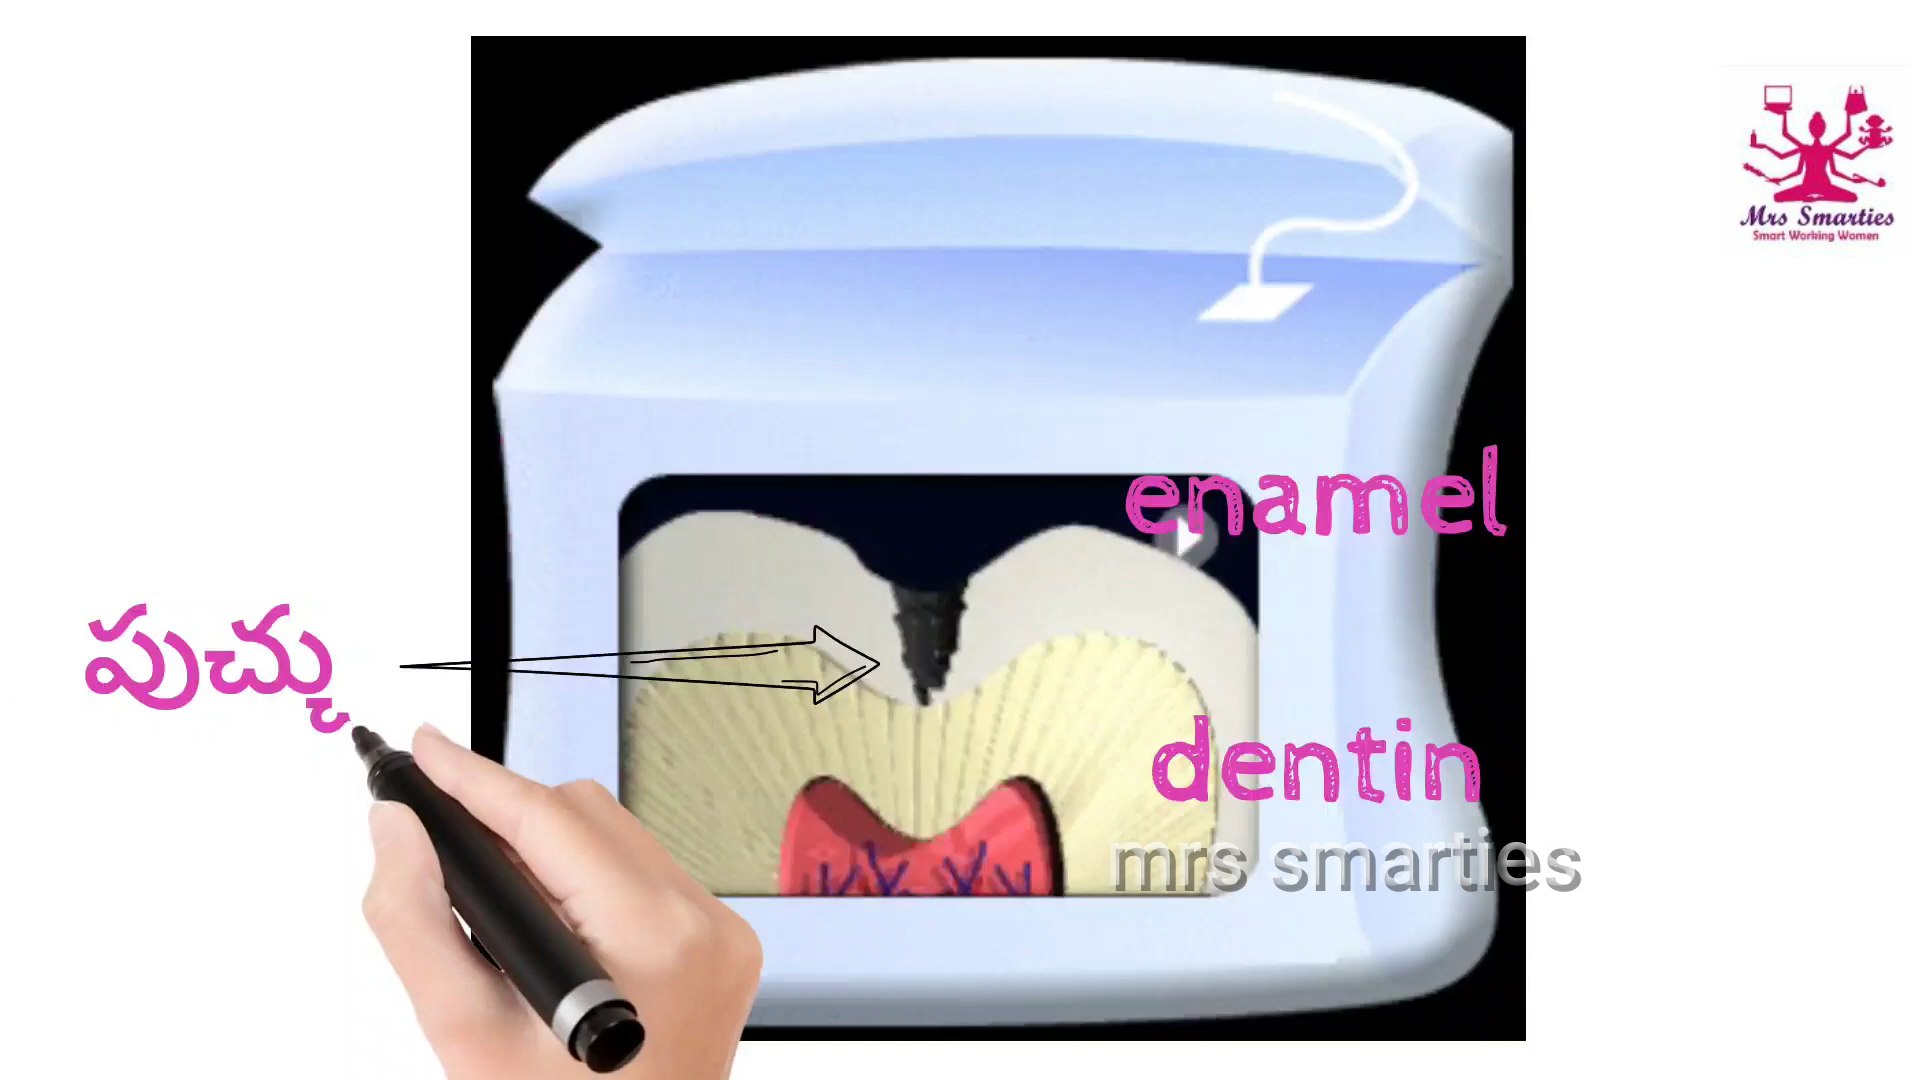 Mrs Smarties
Smart Working Women
enamel
పుచ్చు
dentin
mrs smarties